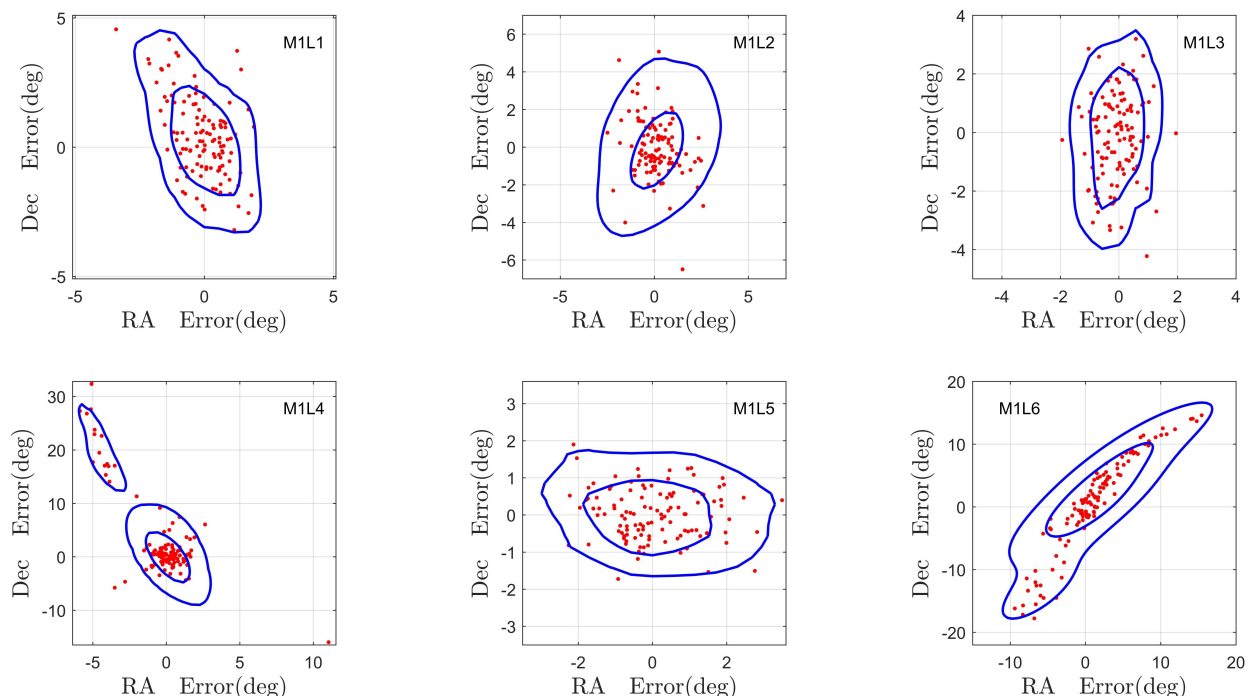 5
0
-5
Dec Error(deg)
M1L1
-5 0 5
RA Error(deg)
6
4
2
0
-2
-4
-6
Dec Error(deg)
M1L2
-5 0 5
RA Error(deg)
4
2
0
-2
-4
Dec Error(deg)
M1L3
-4 -2 0 2 4
RA Error(deg)
30
20
10
0
-10
Dec Error(deg)
M1L4
-5 0 5 10
RA Error(deg)
3
2
1
0
-1
-2
-3
Dec Error(deg)
M1L5
-2 0 2
RA Error(deg)
20
10
0
-10
-20
Dec Error(deg)
M1L6
-10 0 10 20
RA Error(deg)